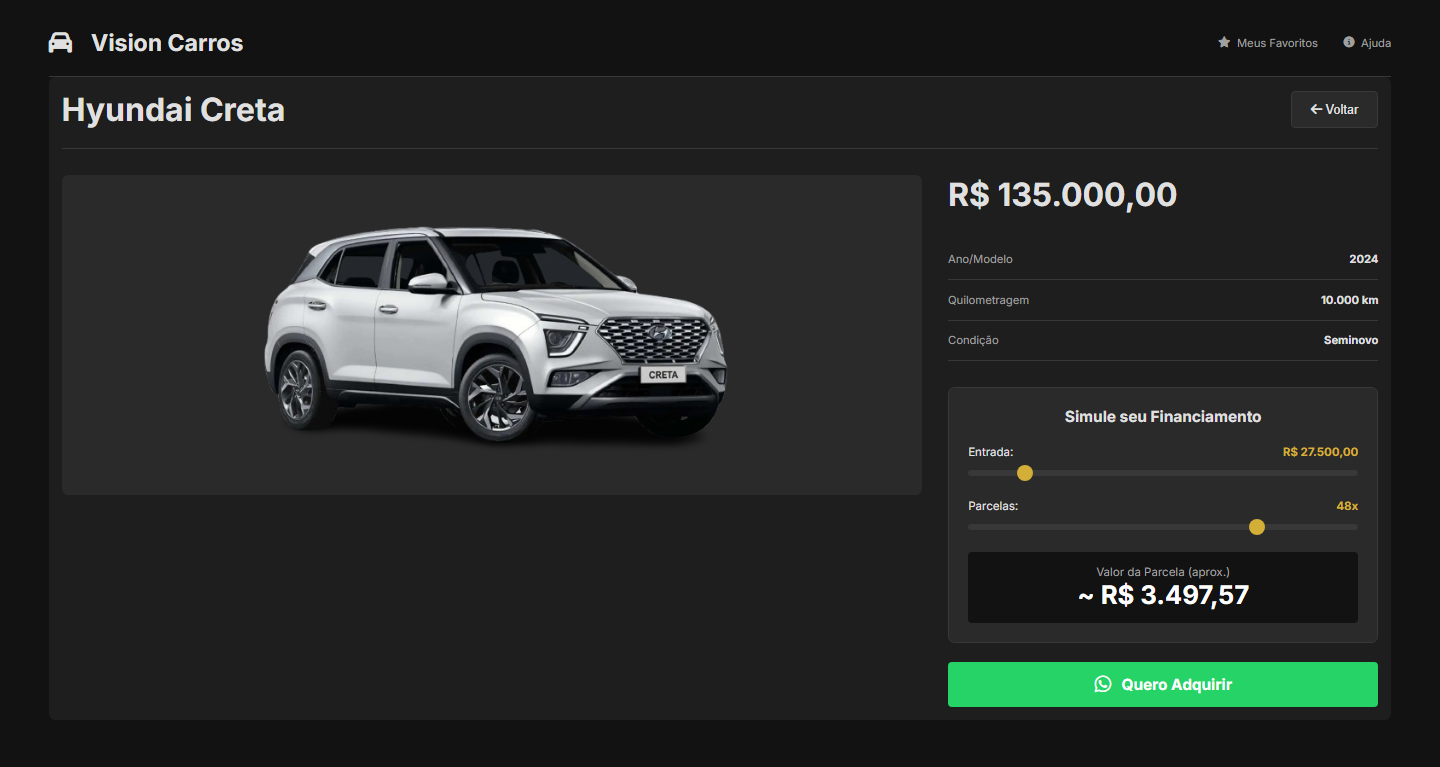 Vision Carros
Meus Favoritos
Ajuda
Hyundai Creta
Voltar
CRETA
R$ 135.000,00
Ano/Modelo 2024
Quilometragem 10.000 km
Condição Seminovo
Simule seu Financiamento
Entrada: R$ 27.500,00
Parcelas: 48x
Valor da Parcela (aprox.)
~ R$ 3.497,57
Quero Adquirir